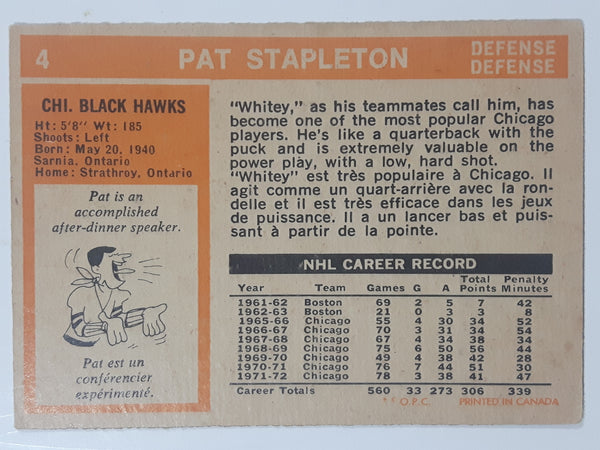 4 PAT STAPLETON DEFENSE
DEFENSE
CHI. BLACK HAWKS
Ht: 5'8" Wt: 185
Shoots: Left
Born: May 20, 1940
Sarnia, Ontario
Home: Strathroy, Ontario
Pat is an
accomplished
after-dinner speaker.
Pat est un
conférencier
expérimenté.
"Whitey," as his teammates call him, has
become one of the most popular Chicago
players. He's like a quarterback with the
puck and is extremely valuable on the
power play, with a low, hard shot.
"Whitey" est très populaire à Chicago. Il
agit comme un quart-arrière avec la ron-
delle et il est très efficace dans les jeux
de puissance. Il a un lancer bas et puis-
sant à partir de la pointe.
NHL CAREER RECORD
Year Team Games G A Total Points Penalty Minutes
1961-62 Boston 69 2 5 7 42
1962-63 Boston 21 0 3 3 8
1965-66 Chicago 55 4 30 34 52
1966-67 Chicago 70 3 31 34 54
1967-68 Chicago 67 4 34 38 34
1968-69 Chicago 75 6 50 56 44
1969-70 Chicago 49 4 38 42 28
1970-71 Chicago 76 7 44 51 30
1971-72 Chicago 78 3 38 41 47
Career Totals 560 33 273 306 339
O.P.C. PRINTED IN CANADA